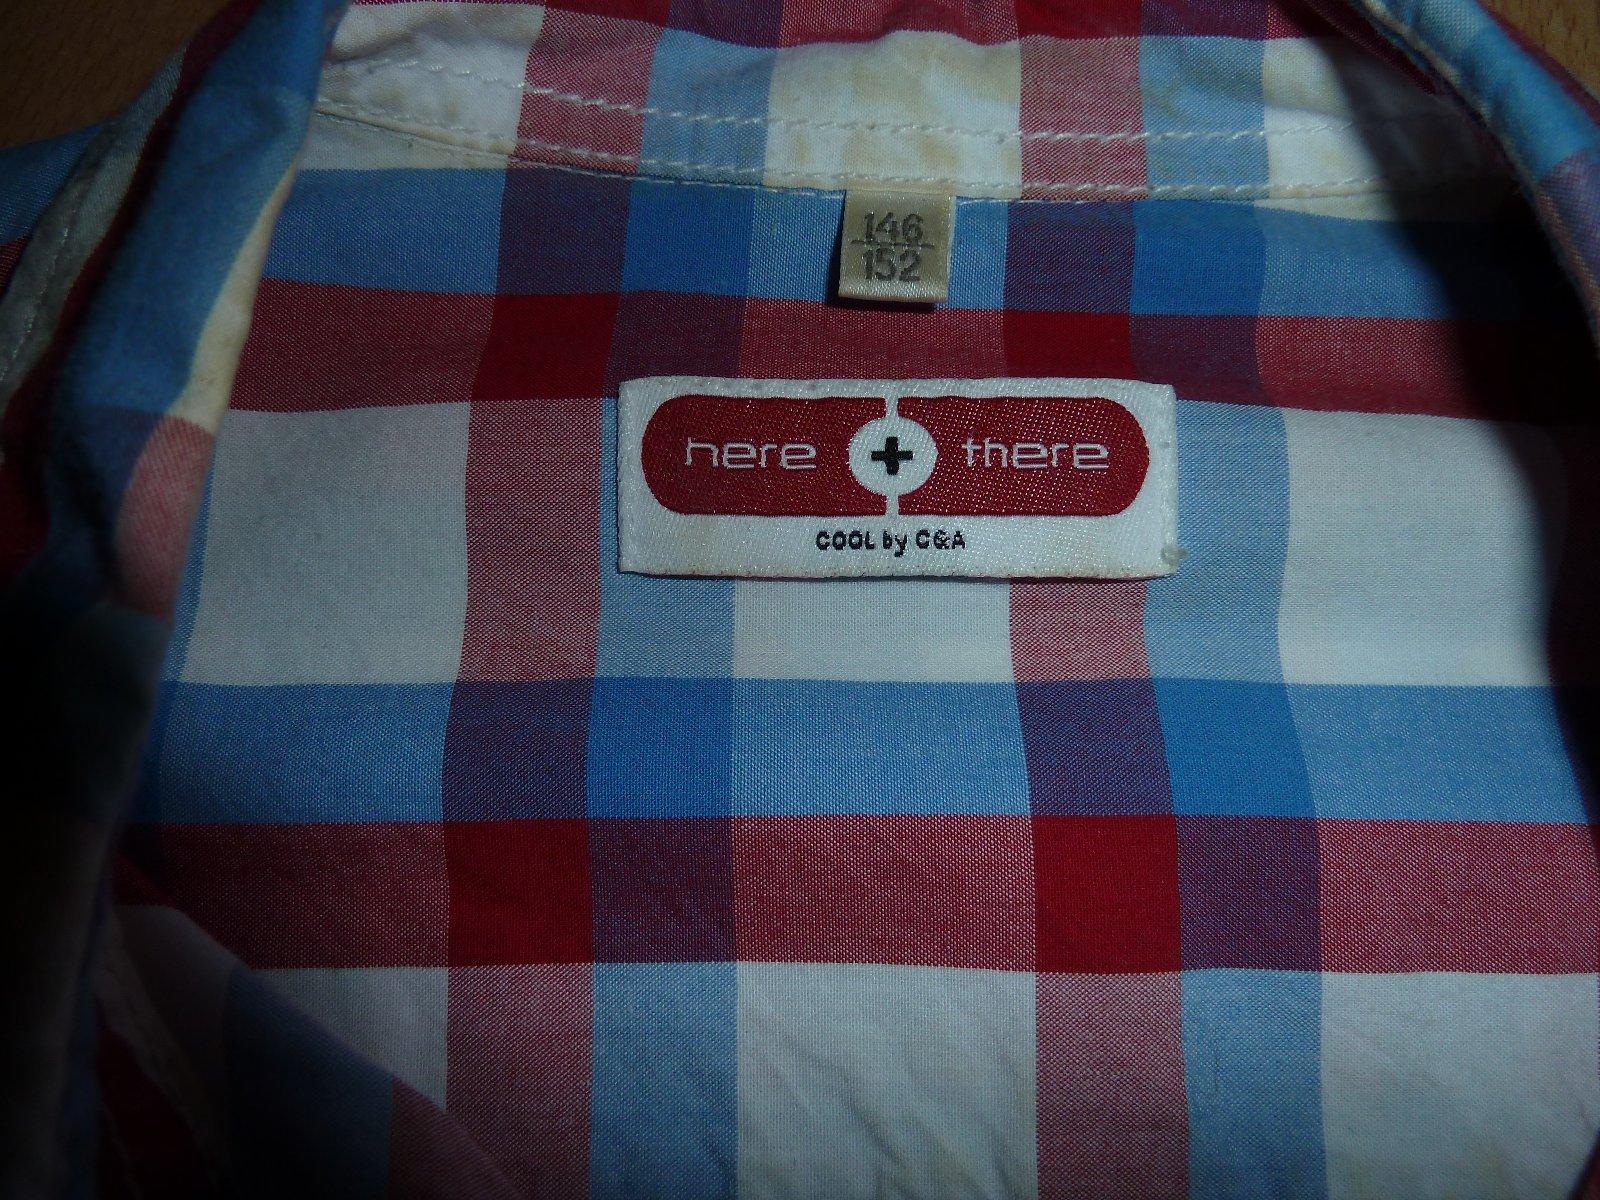 146
152
here + there
COOL by C&A